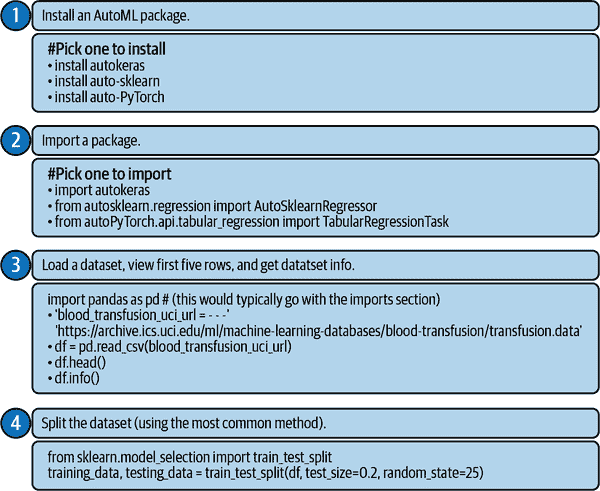 1 Install an AutoML package.
#Pick one to install
• install autokeras
• install auto-sklearn
• install auto-PyTorch
2 Import a package.
#Pick one to import
• import autokeras
• from autosklearn.regression import AutoSklearnRegressor
• from autoPyTorch.api.tabular_regression import TabularRegressionTask
3 Load a dataset, view first five rows, and get datatset info.
import pandas as pd # (this would typically go with the imports section)
• 'blood_transfusion_uci_url = - - -'
'https://archive.ics.uci.edu/ml/machine-learning-databases/blood-transfusion/transfusion.data'
• df = pd.read_csv(blood_transfusion_uci_url)
• df.head()
• df.info()
4 Split the dataset (using the most common method).
from sklearn.model_selection import train_test_split
training_data, testing_data = train_test_split(df, test_size=0.2, random_state=25)